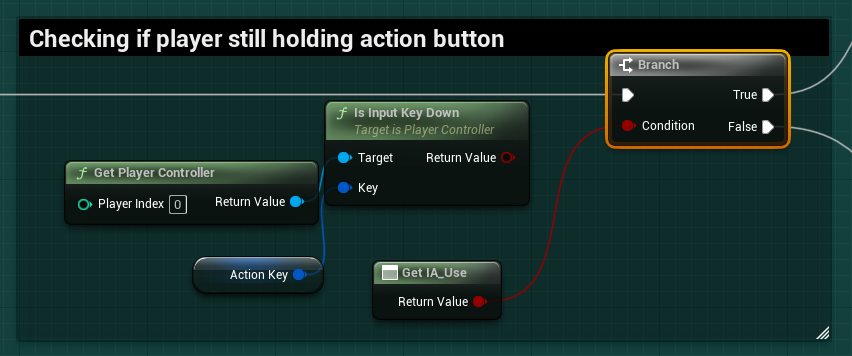 Checking if player still holding action button
Branch
True
False
Condition
Is Input Key Down
Target is Player Controller
Target
Return Value
Key
Get Player Controller
Player Index 0
Return Value
Action Key
Get IA_Use
Return Value